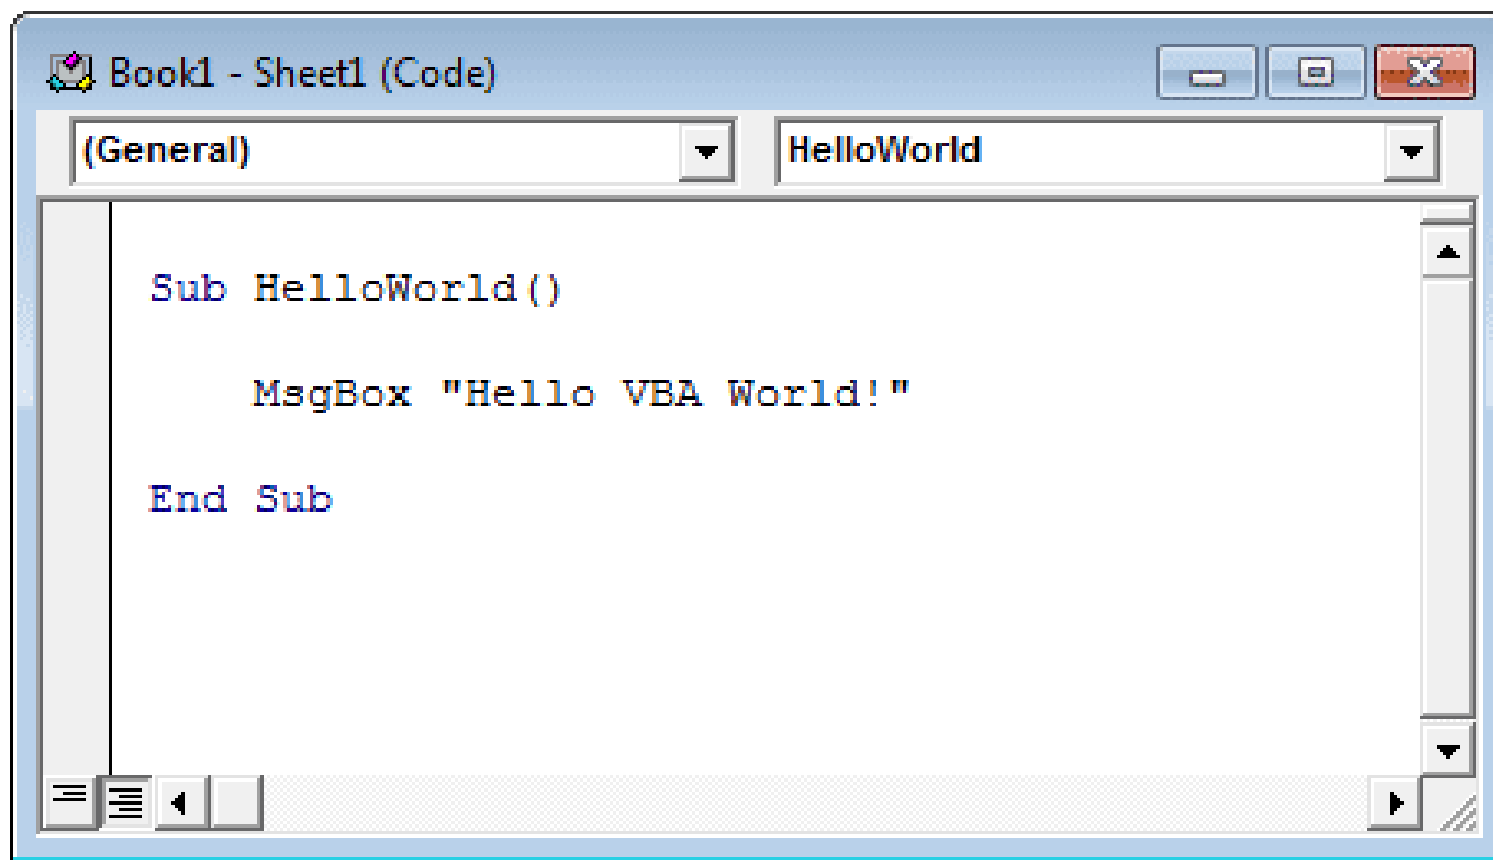 Book1 - Sheet1 (Code)
(General) HelloWorld
Sub HelloWorld()
MsgBox "Hello VBA World!"
End Sub